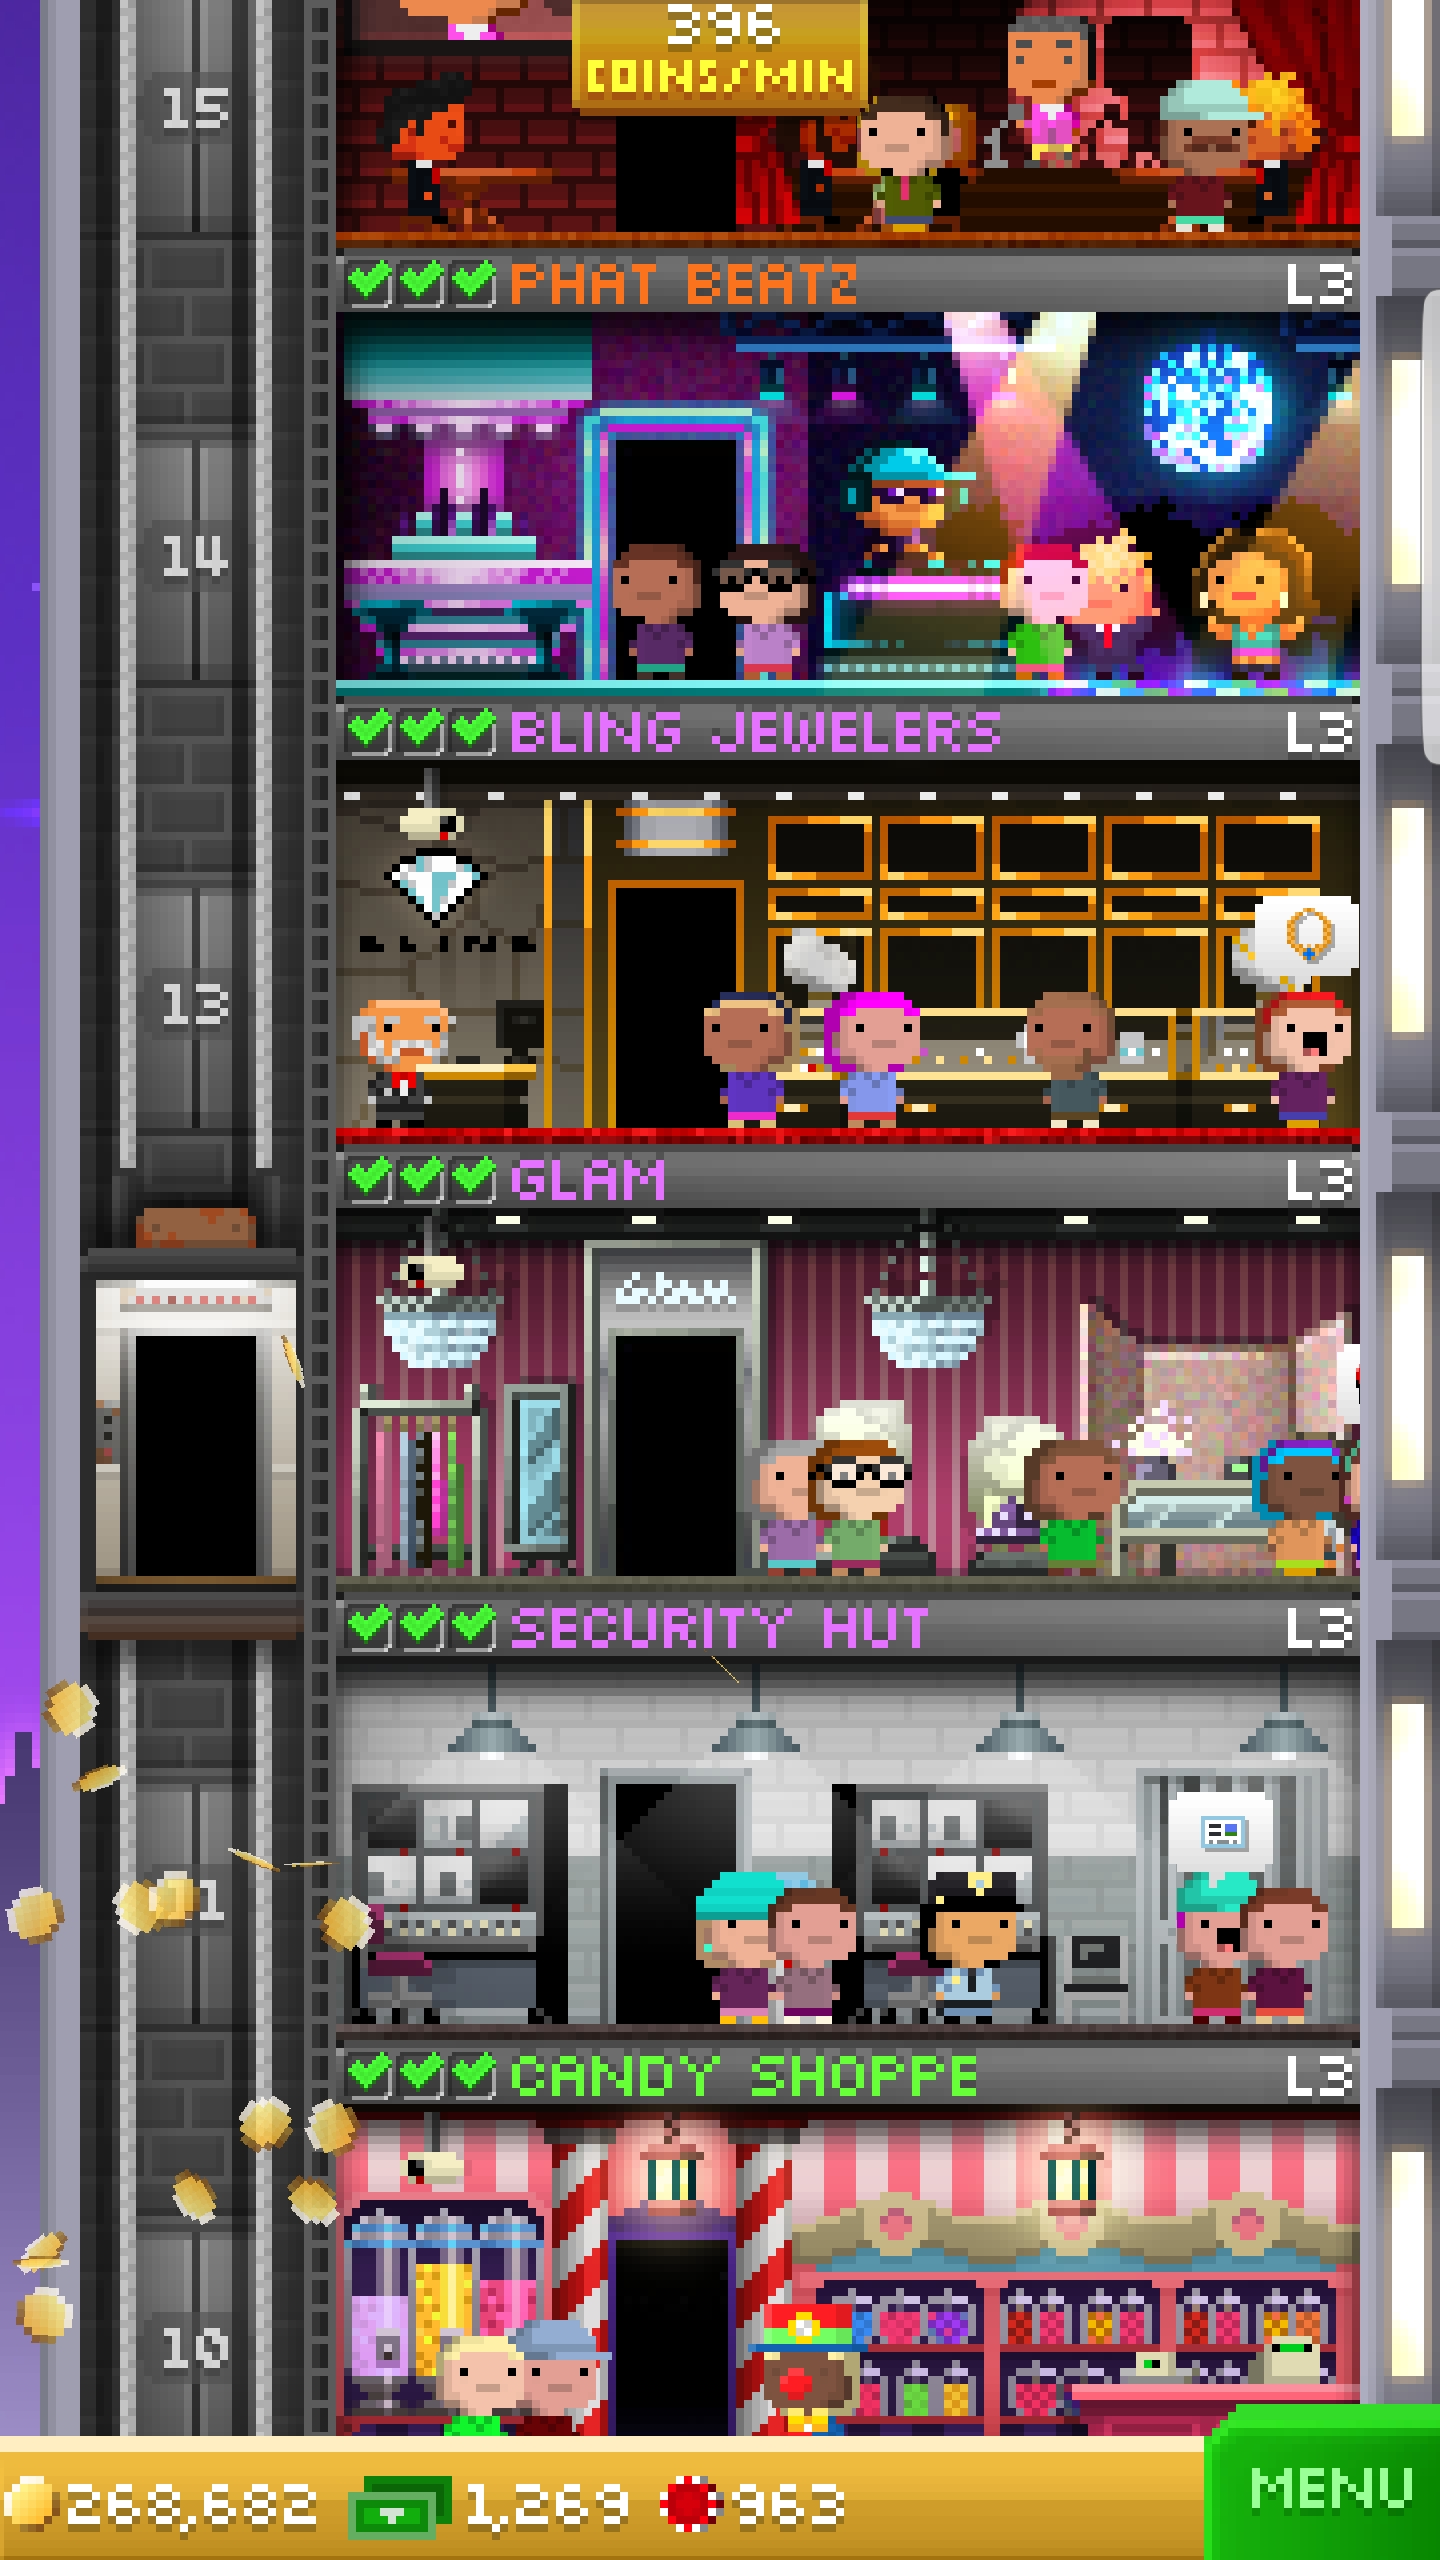 396
COINS/MIN
15
PHAT BEATZ L3
14
BLING JEWELERS L3
BLING
13
GLAM L3
Glam
SECURITY HUT L3
1
CANDY SHOPPE L3
10
268,682 1,269 963
MENU